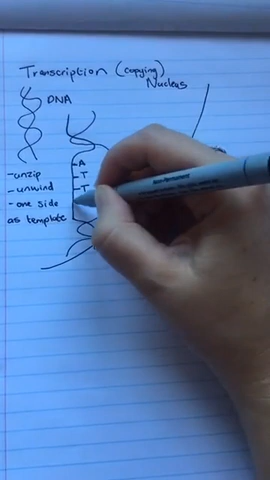 Transcription (copying)
Nucleus
DNA
A
T
T
-unzip
-unwind
-one side
as template